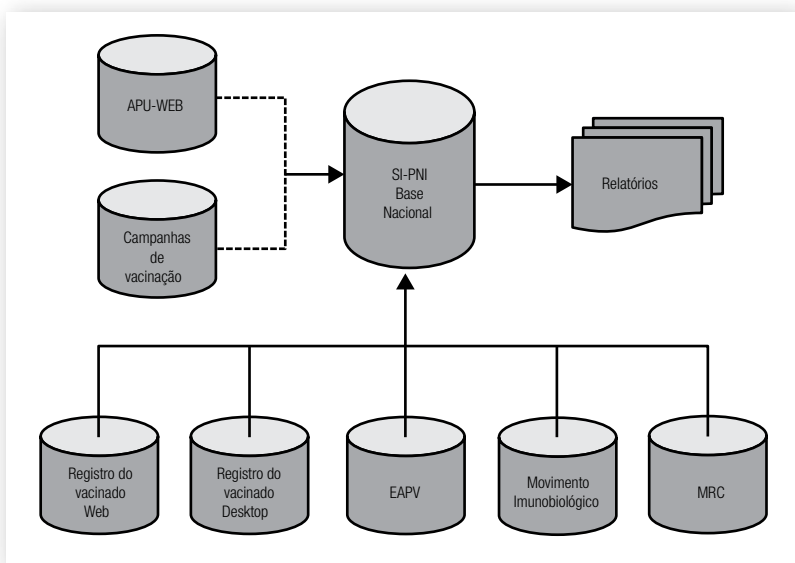 APU-WEB
Campanhas
de
vacinação
SI-PNI
Base
Nacional
Relatórios
Registro do
vacinado
Web
Registro do
vacinado
Desktop
EAPV
Movimento
Imunobiológico
MRC